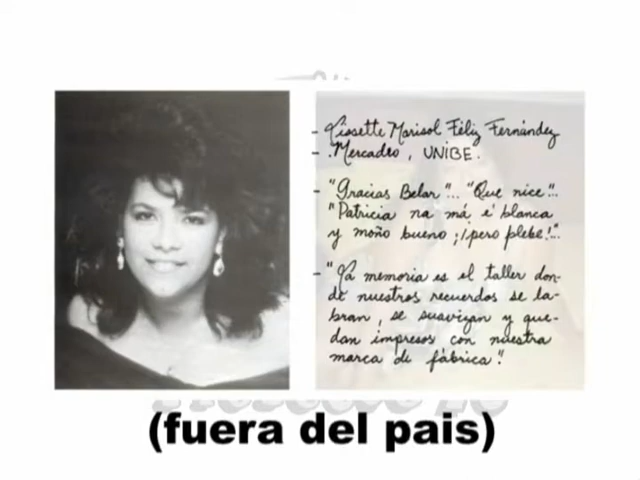 - Lissette Marisol Féliz Fernández
- Mercadeo, UNIBE.
- "Gracias Belar"... "Que nice"...
"Patricia na má é blanca
y moño bueno ¡¡pero plebe!"...
- "La memoria es el taller don-
de nuestros recuerdos se la-
bran, se suavizan y que-
dan impresos con nuestra
marca de fábrica."
(fuera del pais)